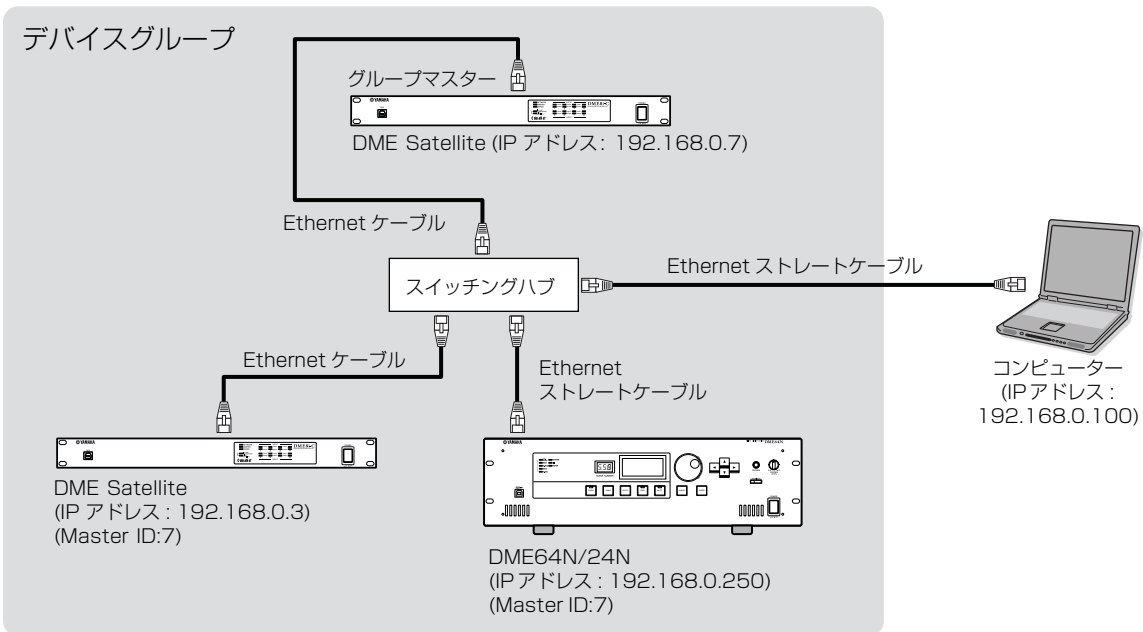 デバイスグループ
グループマスター
YAMAHA
DME Satellite (IP アドレス: 192.168.0.7)
Ethernet ケーブル
スイッチングハブ
Ethernet ストレートケーブル
Ethernet ケーブル
Ethernet
ストレートケーブル
コンピューター
(IPアドレス :
192.168.0.100)
YAMAHA
DME Satellite
(IP アドレス : 192.168.0.3)
(Master ID:7)
YAMAHA
DME64N
DME64N/24N
(IPアドレス : 192.168.0.250)
(Master ID:7)